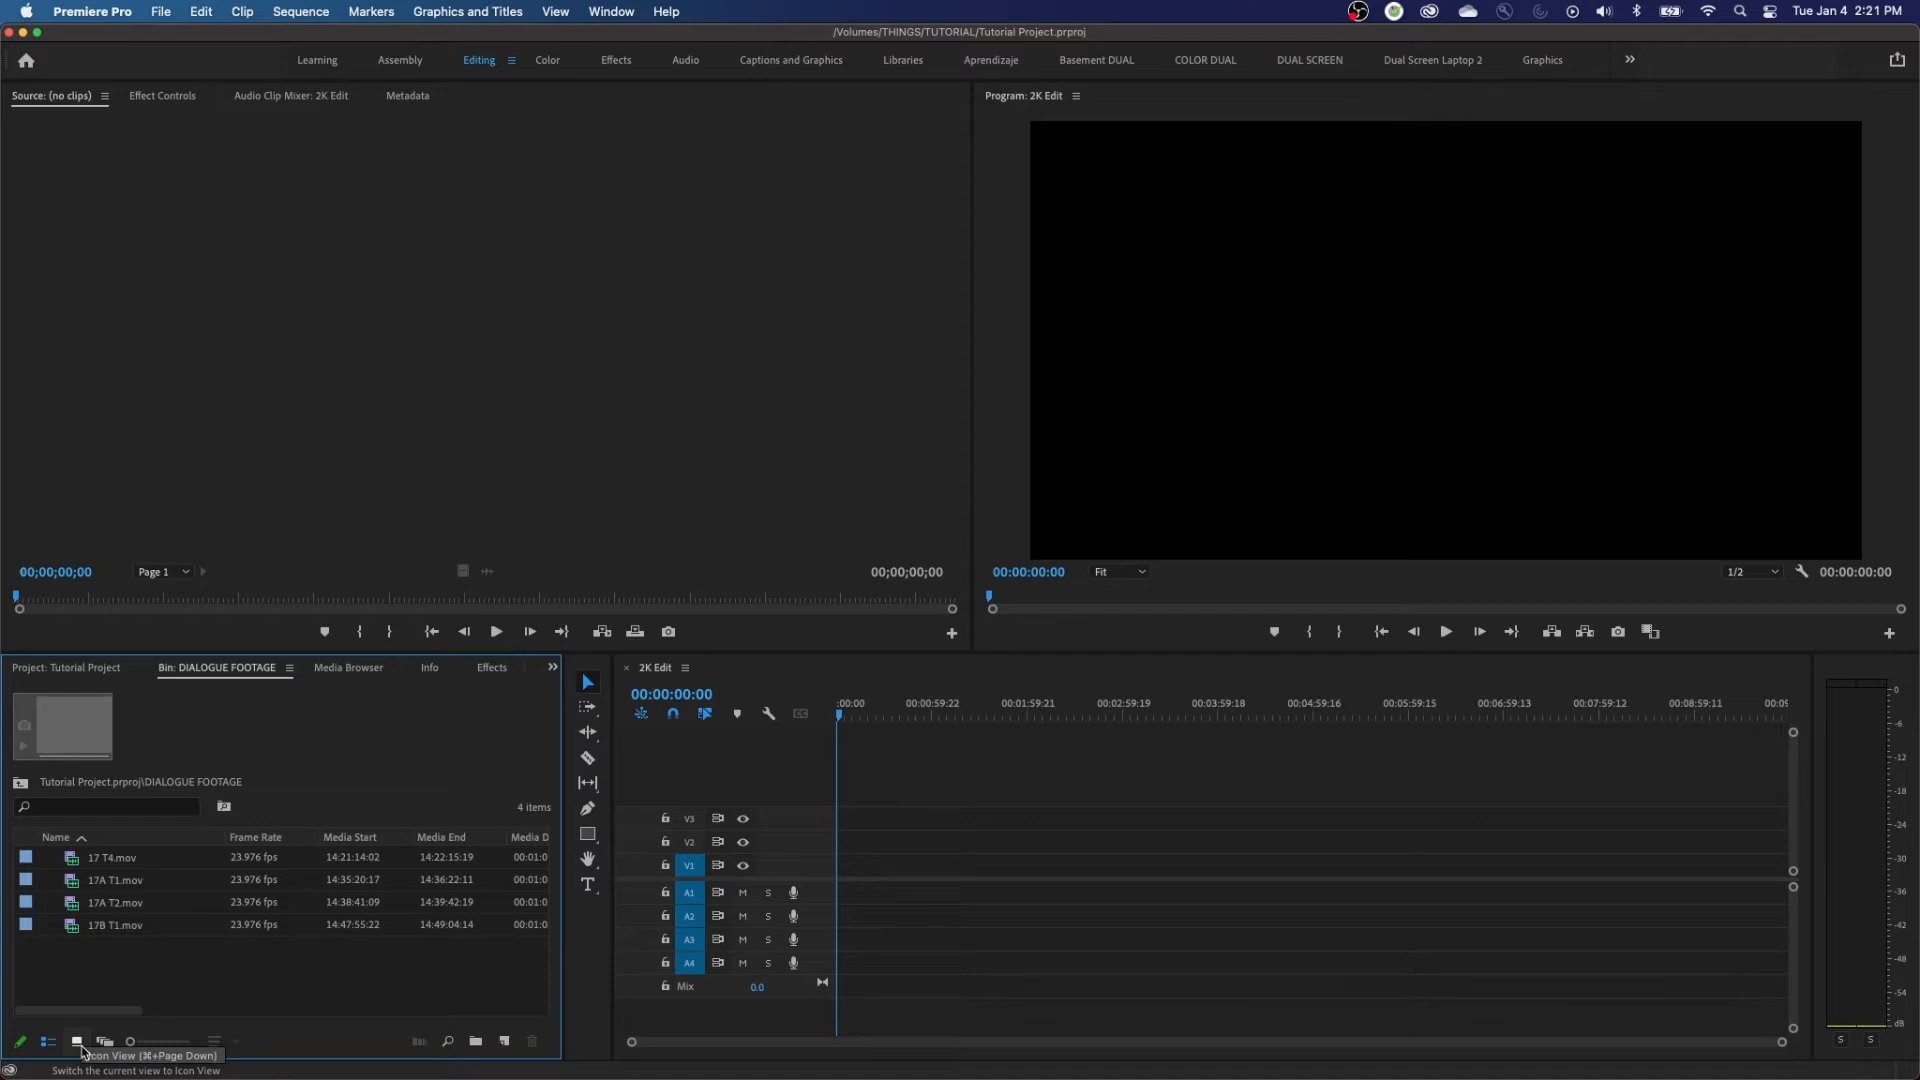 Premiere Pro File Edit Clip Sequence Markers Graphics and Titles View Window Help Tue Jan 4 2:21 PM
/Volumes/THINGS/TUTORIAL/Tutorial Project.prproj
Learning Assembly Editing Color Effects Audio Captions and Graphics Libraries Aprendizaje Basement DUAL COLOR DUAL DUAL SCREEN Dual Screen Laptop 2 Graphics
Source: (no clips) Effect Controls Audio Clip Mixer: 2K Edit Metadata
Program: 2K Edit
00;00;00;00 Page 1 00;00;00;00
00:00:00:00 Fit 1/2 00:00:00:00
Project: Tutorial Project Bin: DIALOGUE FOOTAGE Media Browser Info Effects
Tutorial Project.prproj\DIALOGUE FOOTAGE
4 items
Name Frame Rate Media Start Media End Media D
17 T4.mov 23.976 fps 14:21:14:02 14:22:15:19 00:01:0
17A T1.mov 23.976 fps 14:35:20:17 14:36:22:11 00:01:0
17A T2.mov 23.976 fps 14:38:41:09 14:39:42:19 00:01:0
17B T1.mov 23.976 fps 14:47:55:22 14:49:04:14 00:01:0
Icon View (⌘+Page Down)
Switch the current view to Icon View
2K Edit
00:00:00:00
:00:00 00:00:59:22 00:01:59:21 00:02:59:19 00:03:59:18 00:04:59:16 00:05:59:15 00:06:59:13 00:07:59:12 00:08:59:11 00:09
V3
V2
V1
A1 M S
A2 M S
A3 M S
A4 M S
Mix 0.0
0
-6
-12
-18
-24
-30
-36
-42
-48
-54
dB
S S